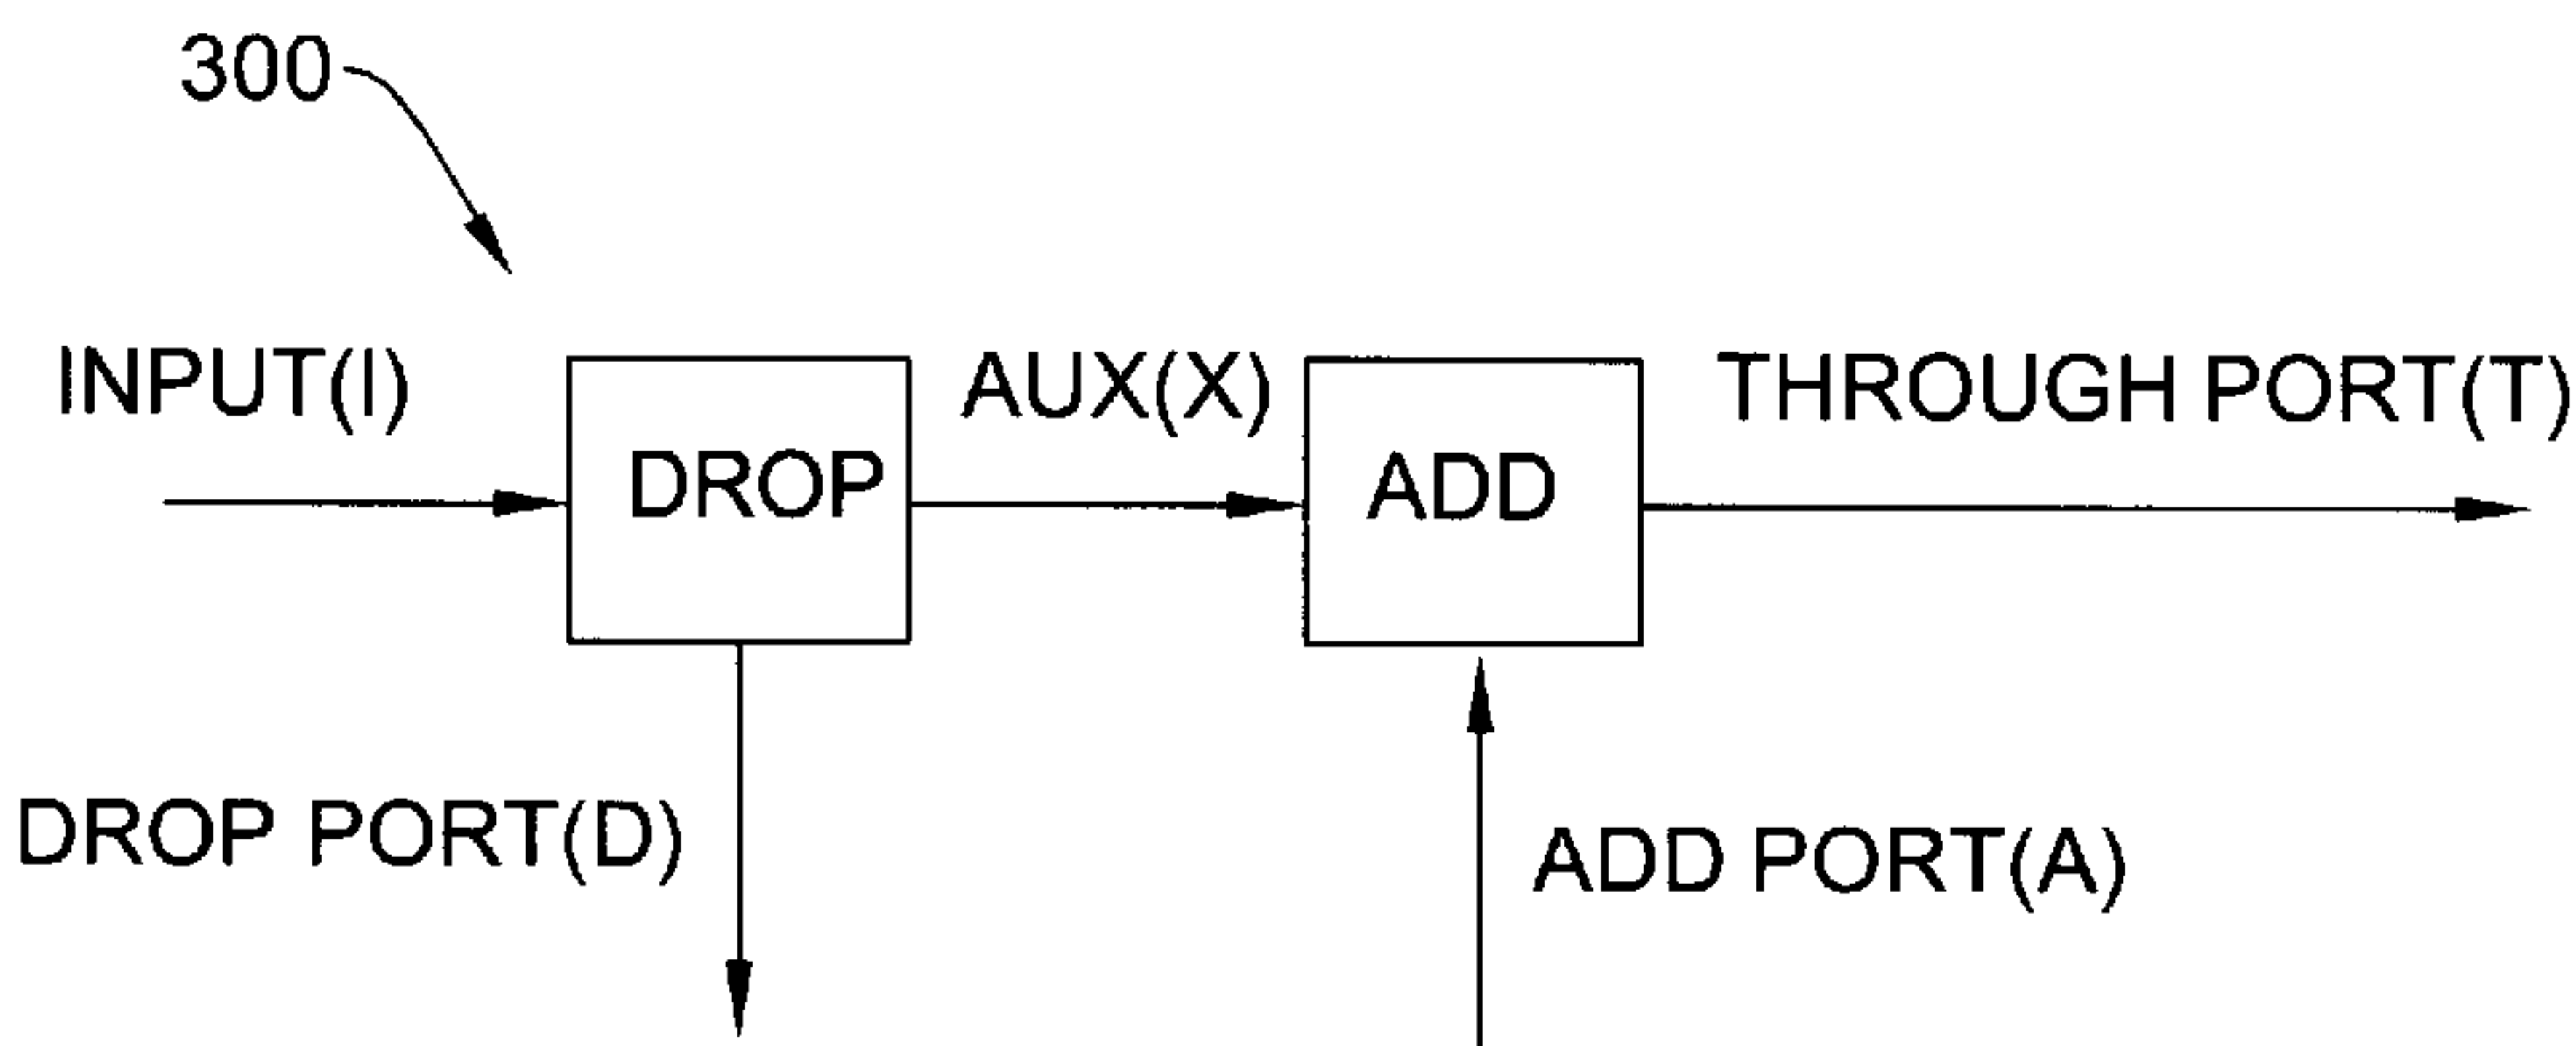 300
INPUT(I)
AUX(X)
THROUGH PORT(T)
DROP
ADD
DROP PORT(D)
ADD PORT(A)